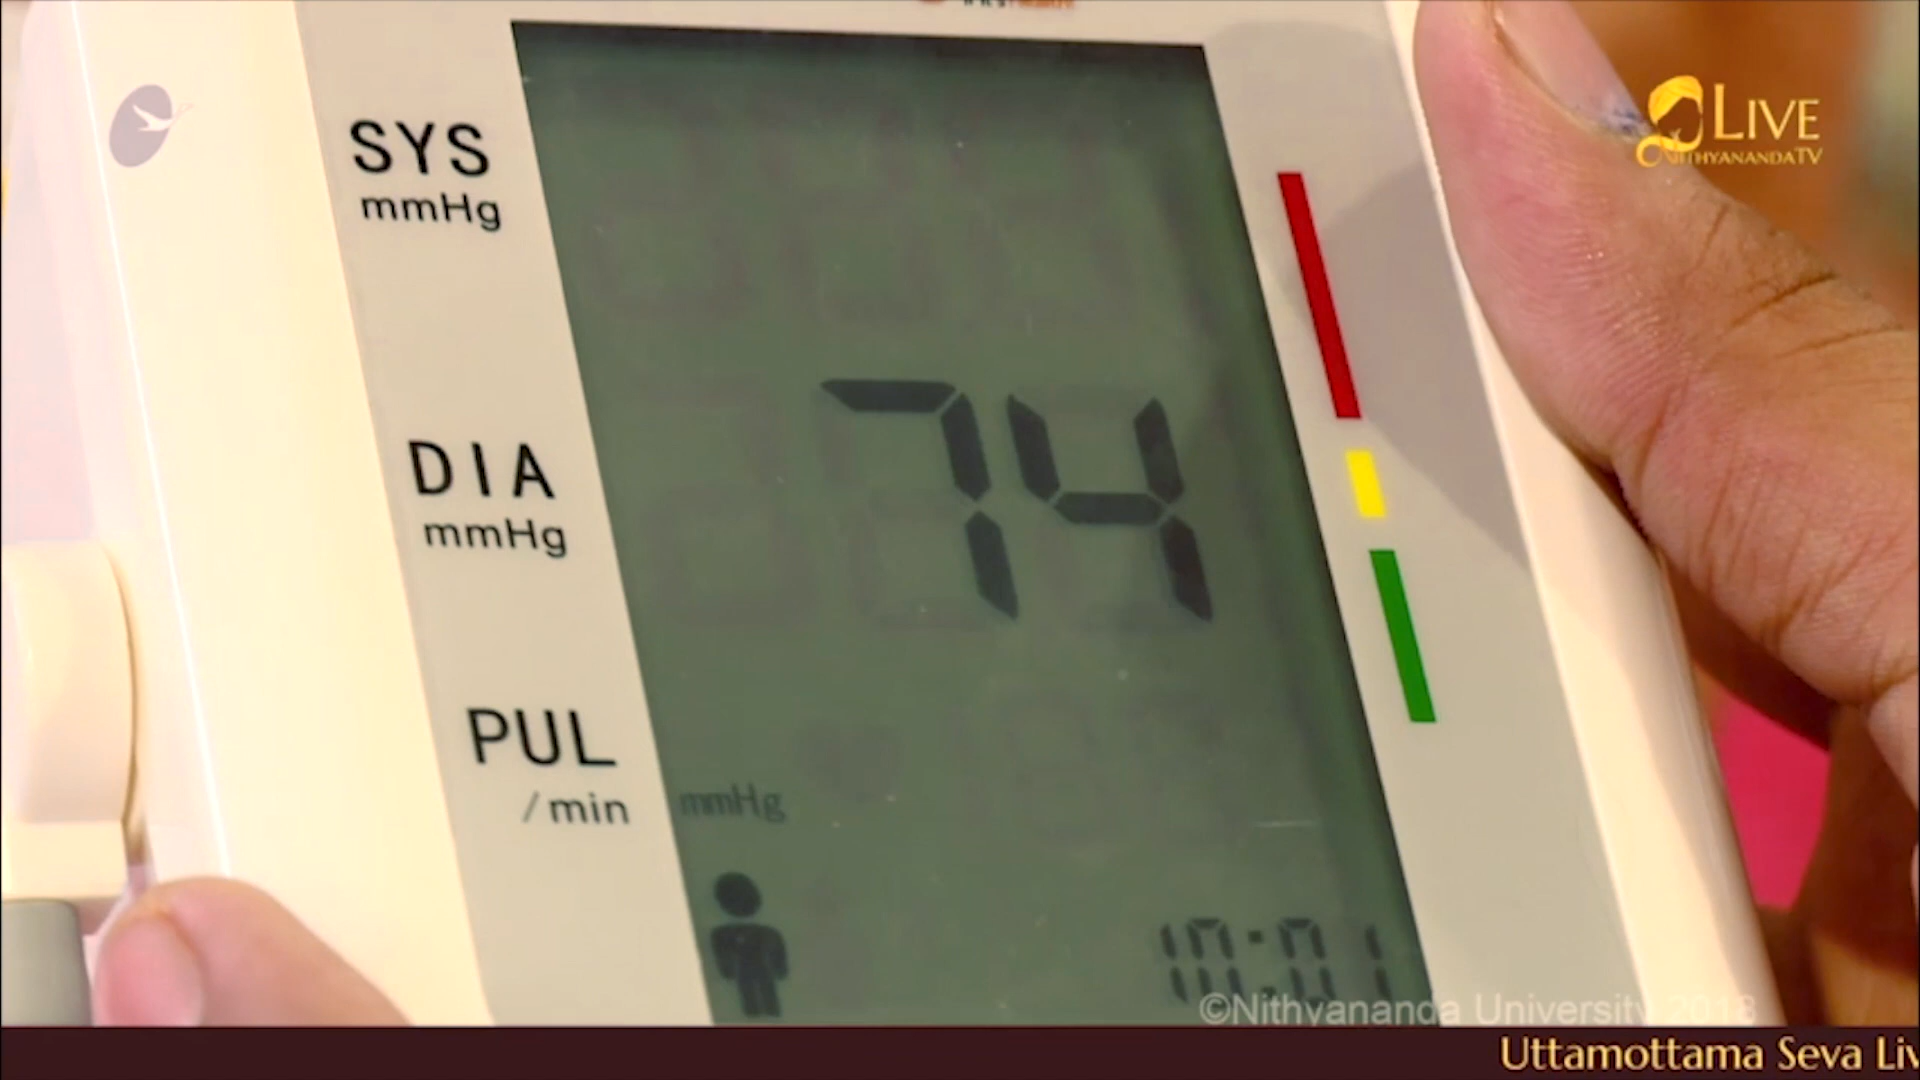 SYS
mmHg
LIVE
NITHYANANDATV
DIA
mmHg
74
PUL
/min
mmHg
10:01
©Nithyananda University 2018
Uttamottama Seva Liv